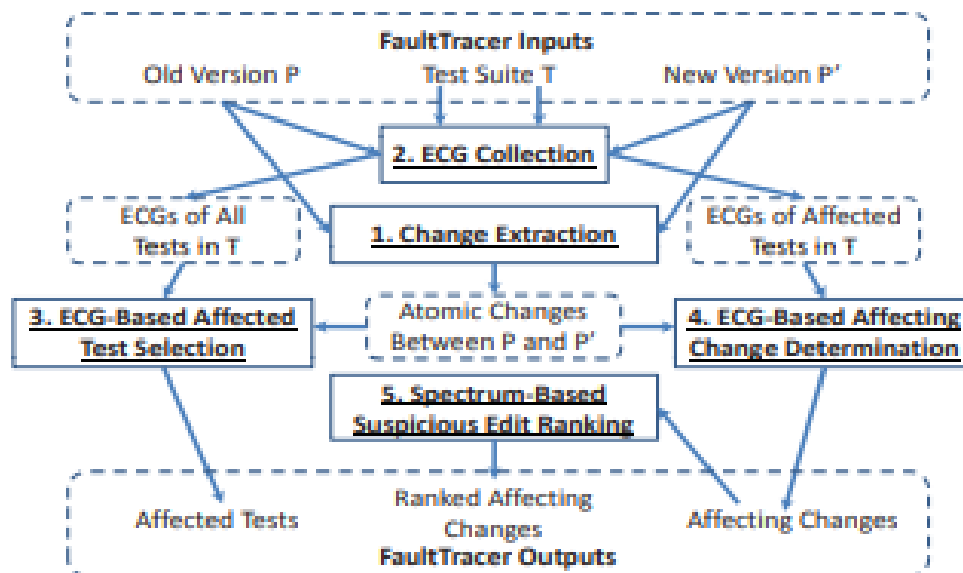 FaultTracer Inputs
Old Version P
Test Suite T
New Version P'
2. ECG Collection
ECGs of All
Tests in T
ECGs of Affected
Tests in T
1. Change Extraction
3. ECG-Based Affected
Test Selection
Atomic Changes
Between P and P'
4. ECG-Based Affecting
Change Determination
5. Spectrum-Based
Suspicious Edit Ranking
Affected Tests
Ranked Affecting
Changes
Affecting Changes
FaultTracer Outputs